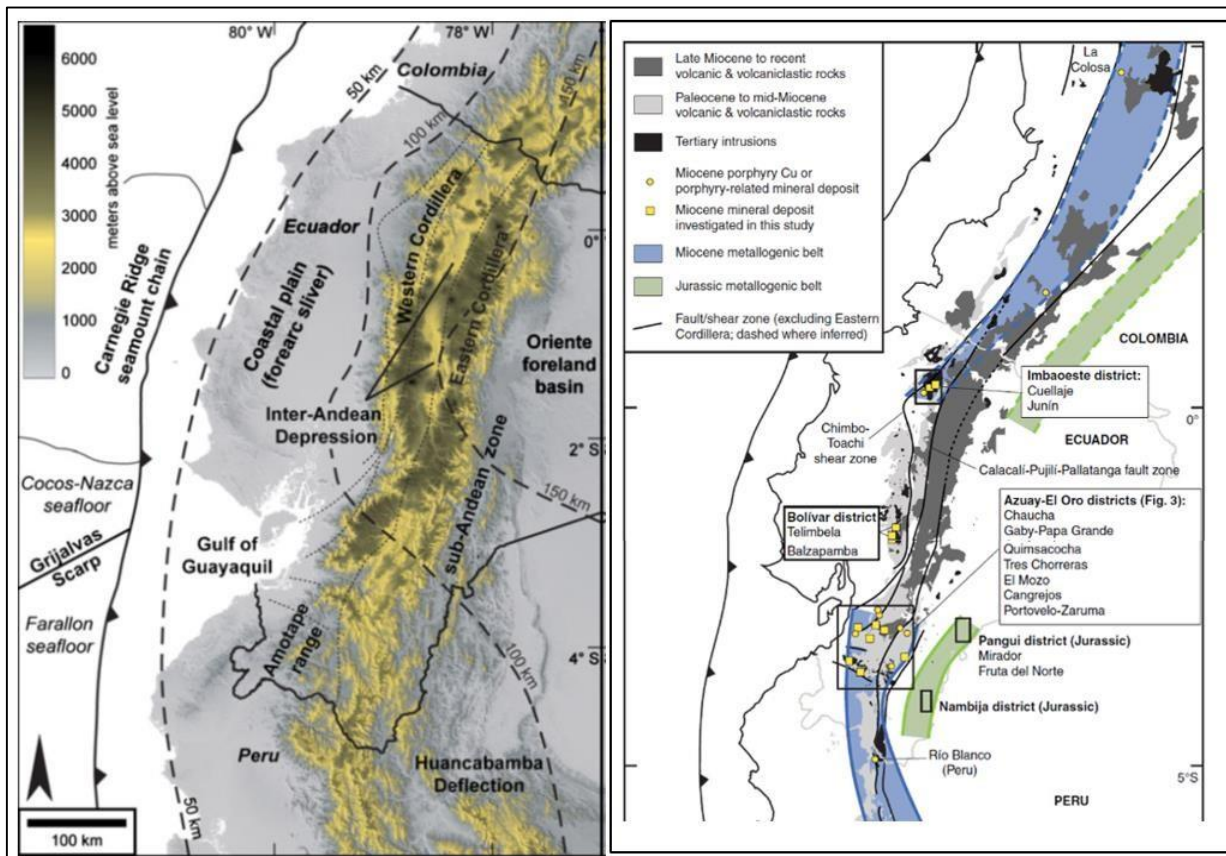 80° W
78° W
6000
5000
4000
3000
2000
1000
0
meters above sea level
50 km
Colombia
100 km
150 km
Carnegie Ridge
seamount chain
Ecuador
Western Cordillera
0°
Coastal plain
(forearc sliver)
Eastern Cordillera
Oriente
foreland
basin
Inter-Andean
Depression
2° S
Cocos-Nazca
seafloor
150 km
sub-Andean zone
Grijalvas
Scarp
Gulf of
Guayaquil
Farallon
seafloor
Amotape
range
4° S
100 km
Peru
Huancabamba
Deflection
50 km
100 km
Late Miocene to recent
volcanic & volcaniclastic rocks
Paleocene to mid-Miocene
volcanic & volcaniclastic rocks
Tertiary intrusions
Miocene porphyry Cu or
porphyry-related mineral deposit
Miocene mineral deposit
investigated in this study
Miocene metallogenic belt
Jurassic metallogenic belt
Fault/shear zone (excluding Eastern
Cordillera; dashed where inferred)
La
Colosa
COLOMBIA
Imbaoeste district:
Cuellaje
Junín
0°
ECUADOR
Chimbo-
Toachi
shear zone
Calacalí-Pujilí-Pallatanga fault zone
Azuay-El Oro districts (Fig. 3):
Chaucha
Gaby-Papa Grande
Quimsacocha
Tres Chorreras
El Mozo
Cangrejos
Portovelo-Zaruma
Bolívar district
Telimbela
Balzapamba
Pangui district (Jurassic)
Mirador
Fruta del Norte
Nambija district (Jurassic)
Río Blanco
(Peru)
5°S
PERU